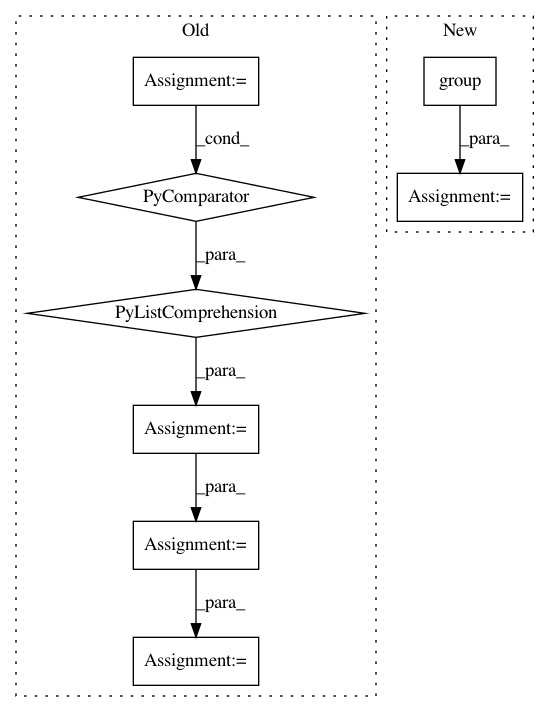 Old
New
Assignment:=
group
_cond_
_para_
PyComparator
Assignment:=
_para_
PyListComprehension
_para_
Assignment:=
_para_
Assignment:=
_para_
Assignment:=